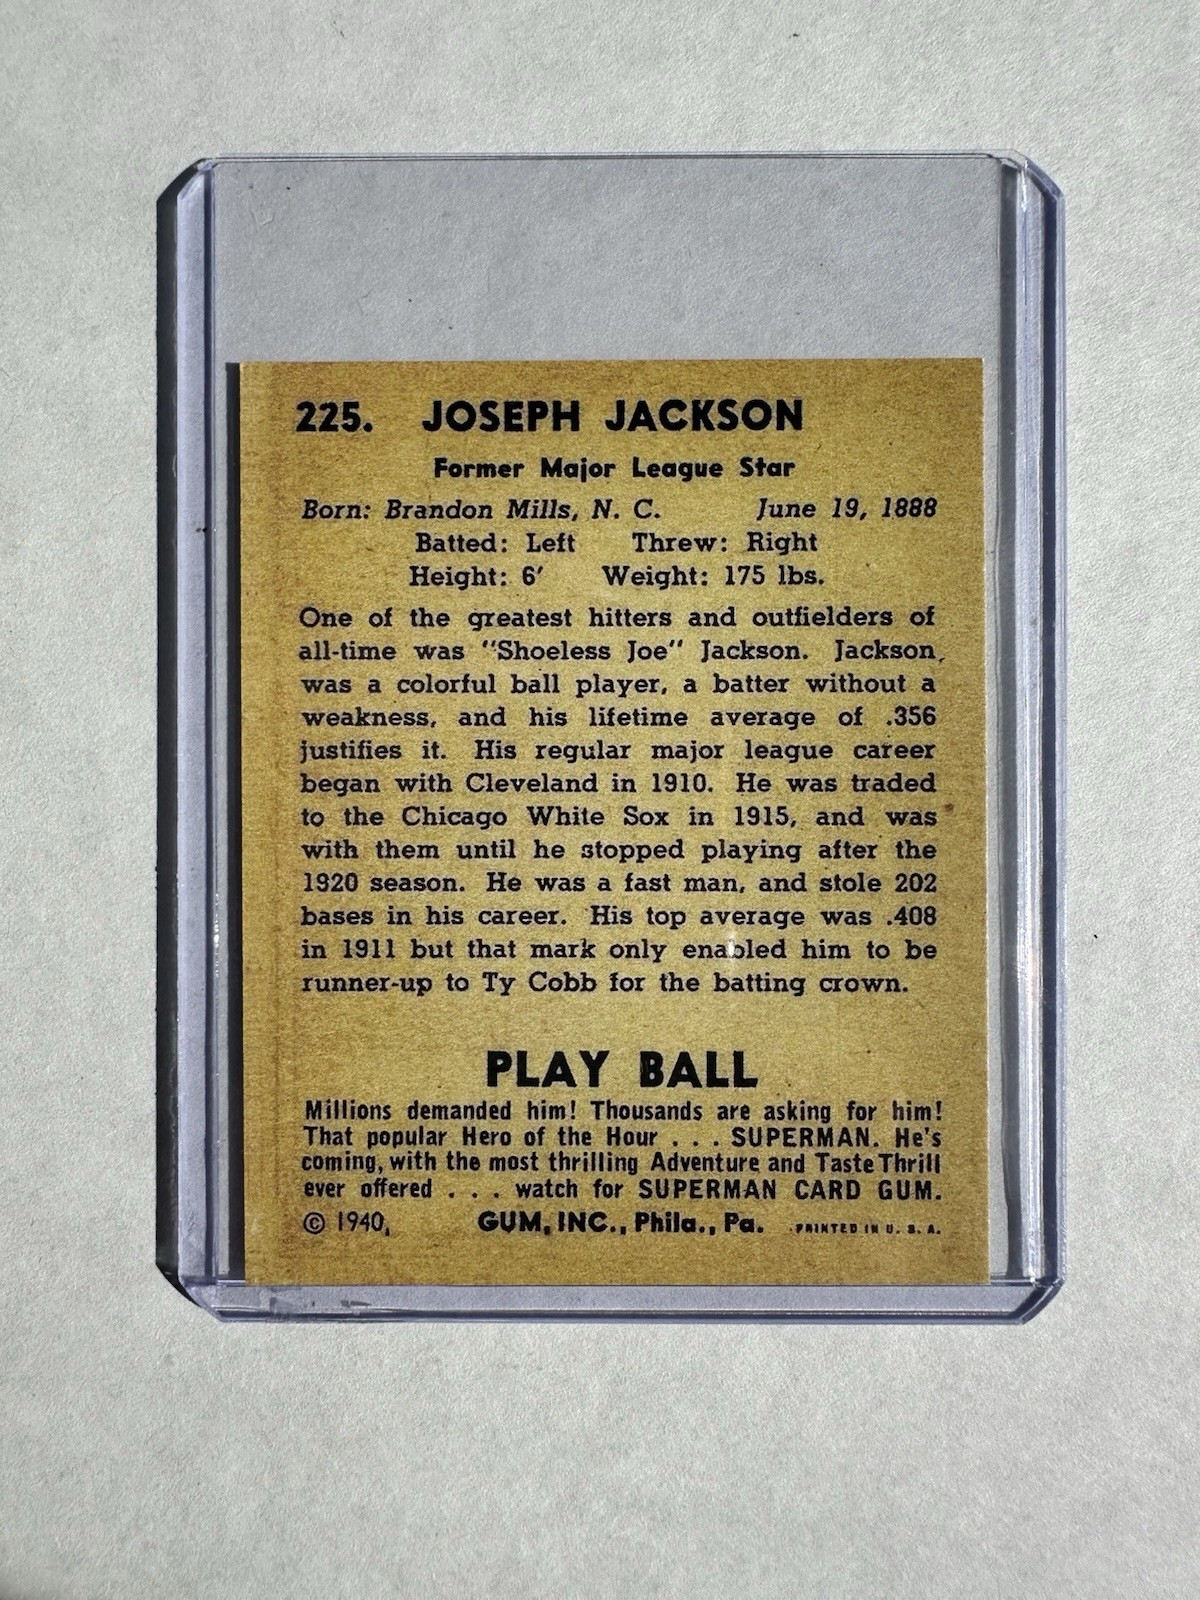 225. JOSEPH JACKSON
Former Major League Star
Born: Brandon Mills, N. C. June 19, 1888
Batted: Left Threw: Right
Height: 6′ Weight: 175 lbs.
One of the greatest hitters and outfielders of
all-time was "Shoeless Joe" Jackson. Jackson
was a colorful ball player, a batter without a
weakness, and his lifetime average of .356
justifies it. His regular major league career
began with Cleveland in 1910. He was traded
to the Chicago White Sox in 1915, and was
with them until he stopped playing after the
1920 season. He was a fast man, and stole 202
bases in his career. His top average was .408
in 1911 but that mark only enabled him to be
runner-up to Ty Cobb for the batting crown.
PLAY BALL
Millions demanded him! Thousands are asking for him!
That popular Hero of the Hour . . . SUPERMAN. He's
coming, with the most thrilling Adventure and Taste Thrill
ever offered . . . watch for SUPERMAN CARD GUM.
© 1940, GUM, INC., Phila., Pa. PRINTED IN U. S. A.